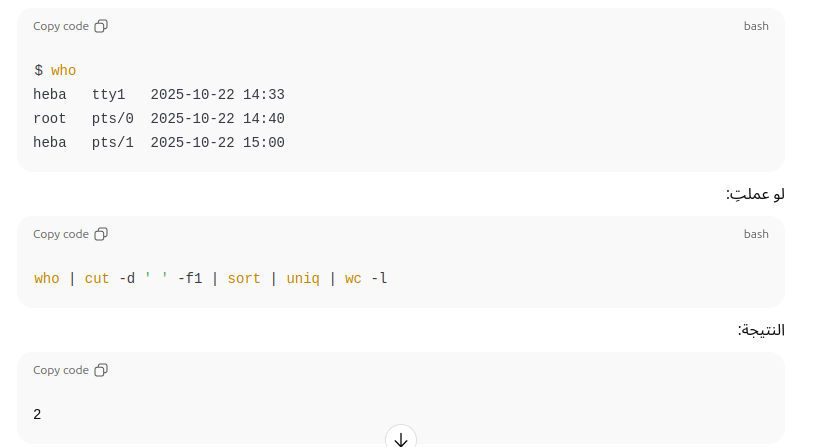 Copy code
bash
$ who
heba   tty1   2025-10-22 14:33
root   pts/0  2025-10-22 14:40
heba   pts/1  2025-10-22 15:00
لو عملتِ:
Copy code
bash
who | cut -d ' ' -f1 | sort | uniq | wc -l
النتيجة:
Copy code
2